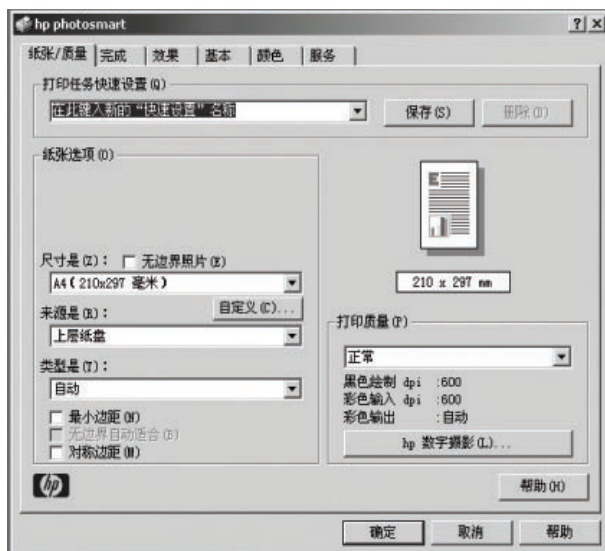 hp photosmart
纸张/质量 完成 效果 基本 颜色 服务
打印任务快速设置(Q)
在此键入新的“快速设置”名称
保存(S)
删除(D)
纸张选项(O)
尺寸是(Z): 无边界照片(E)
A4(210x297 毫米)
来源是(R):
自定义(C)...
上层纸盘
类型是(T):
自动
最小边距(N)
无边界自动适合(B)
对称边距(M)
210 x 297 mm
打印质量(P)
正常
黑色绘制 dpi :600
彩色输入 dpi :600
彩色输出 :自动
hp 数字摄影(L)...
hp
帮助(H)
确定
取消
帮助